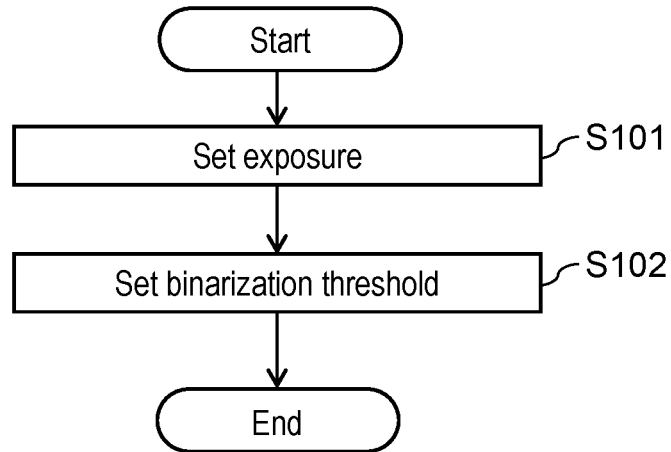 Start
Set exposure
S101
Set binarization threshold
S102
End